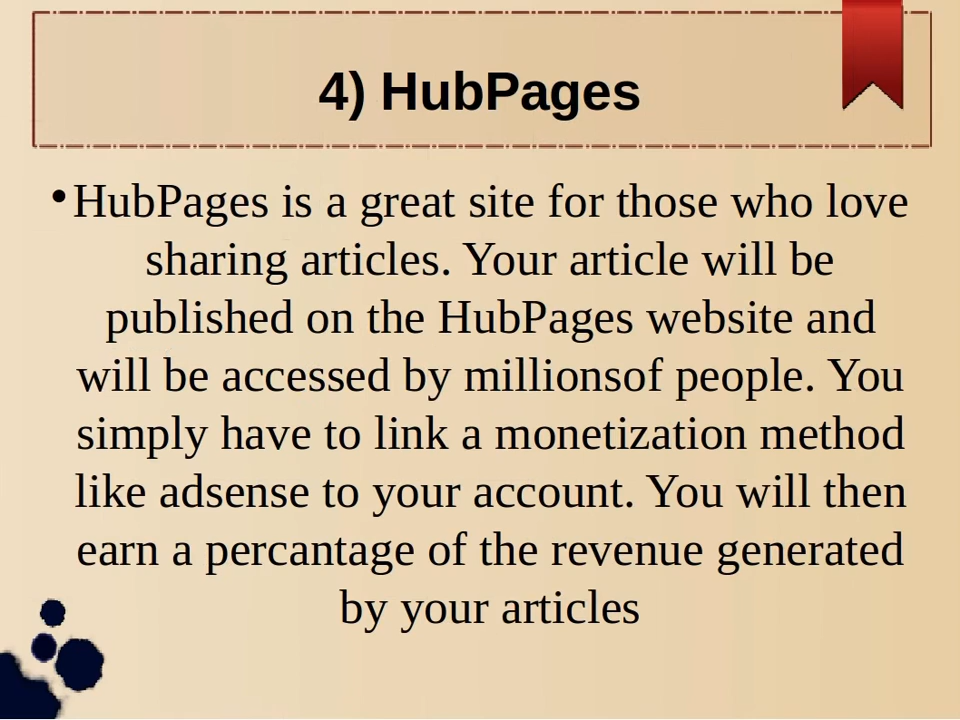 4) HubPages
• HubPages is a great site for those who love
sharing articles. Your article will be
published on the HubPages website and
will be accessed by millionsof people. You
simply have to link a monetization method
like adsense to your account. You will then
earn a percantage of the revenue generated
by your articles